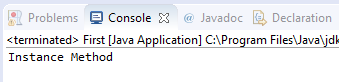 Problems Console Javadoc Declaration
<terminated> First [Java Application] C:\Program Files\Java\jdk
Instance Method